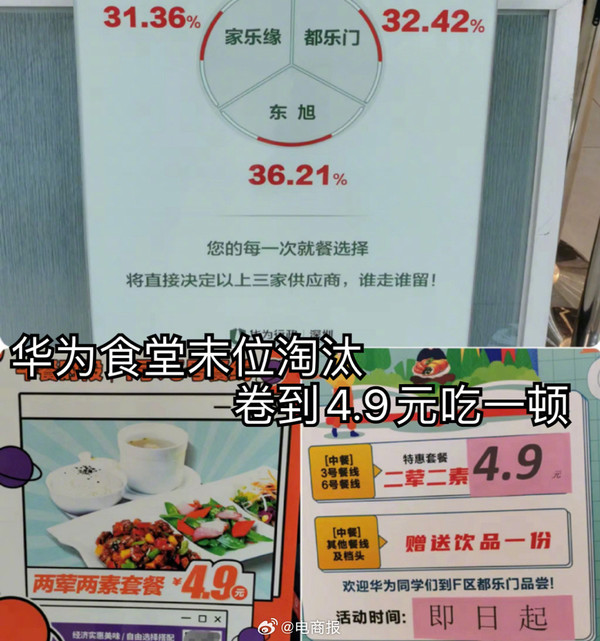 31.36%
家乐缘
都乐门
32.42%
东旭
36.21%
您的每一次就餐选择
将直接决定以上三家供应商，谁走谁留！
华为行政 深圳
华为食堂末位淘汰
卷到4.9元吃一顿
两荤两素套餐 ¥4.9元
经济实惠美味/自由选择搭配
[中餐]
3号餐线
6号餐线
特惠套餐
二荤二素 4.9 元
[中餐]
其他餐线
及档头
赠送饮品一份
欢迎华为同学们到F区都乐门品尝！
活动时间：即日起
@电商报